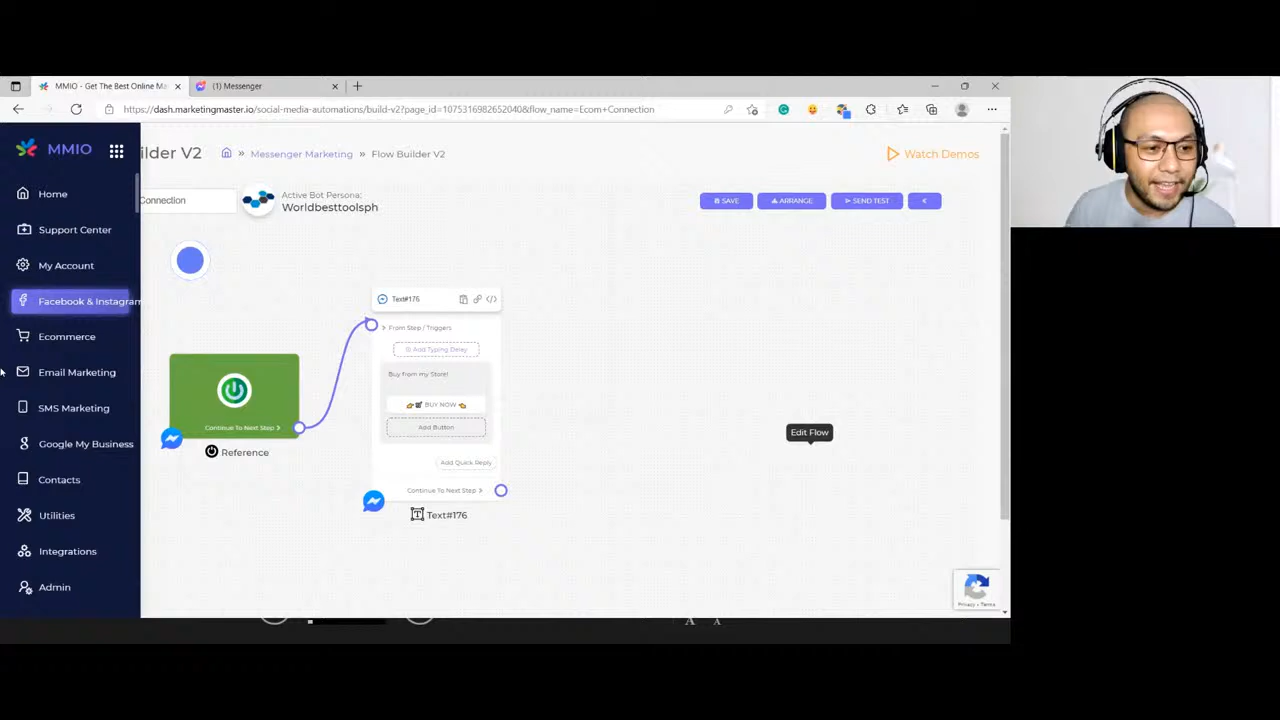 MMIO - Get The Best Online Ma
(1) Messenger
https://dash.marketingmaster.io/social-media-automations/build-v2?page_id=107531698265204&flow_name=Ecom+Connection
MMIO
Home
Support Center
My Account
Facebook & Instagram
Ecommerce
Email Marketing
SMS Marketing
Google My Business
Contacts
Utilities
Integrations
Admin
ilder V2
» Messenger Marketing » Flow Builder V2
Watch Demos
Connection
Active Bot Persona:
Worldbesttoolsph
SAVE
ARRANGE
SEND TEST
Continue To Next Step
Reference
Text#176
</>
From Step / Triggers
Add Typing Delay
Buy from my Store!
BUY NOW
Add Button
Add Quick Reply
Continue To Next Step
Text#176
Edit Flow
Privacy - Terms
A A